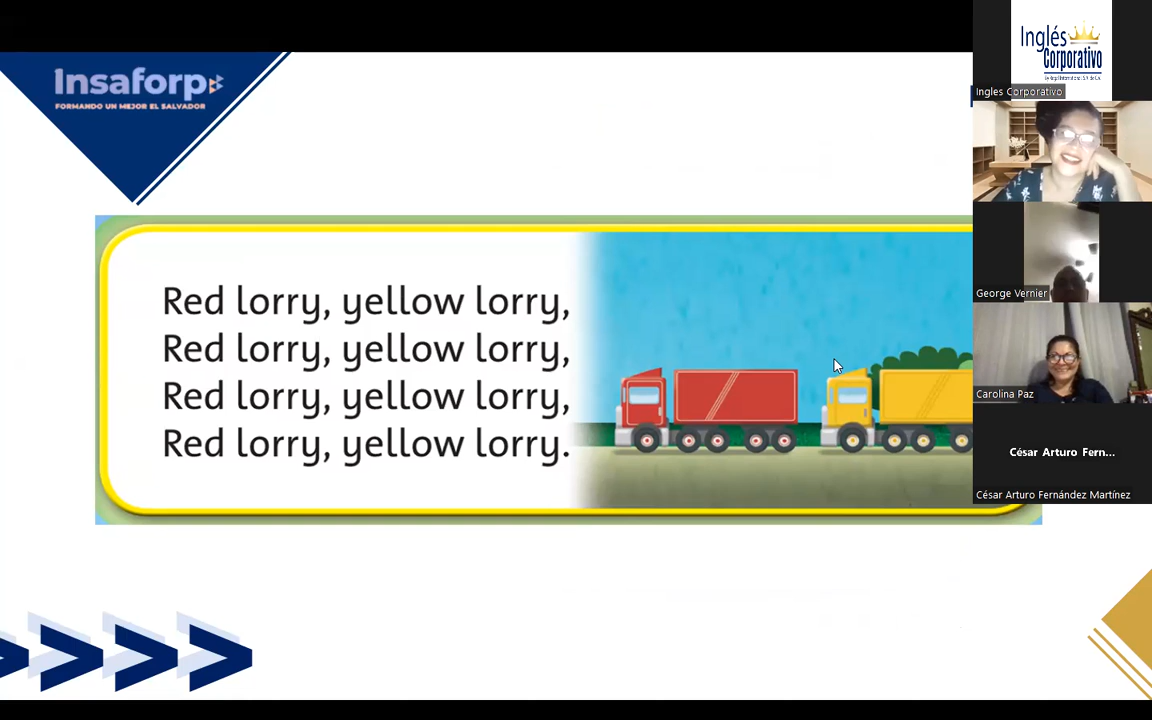 Insaforp
FORMANDO UN MEJOR EL SALVADOR
Red lorry, yellow lorry,
Red lorry, yellow lorry,
Red lorry, yellow lorry,
Red lorry, yellow lorry.
Inglés
Corporativo
Ingles Corporativo
George Vernier
Carolina Paz
César Arturo Fern...
César Arturo Fernández Martínez